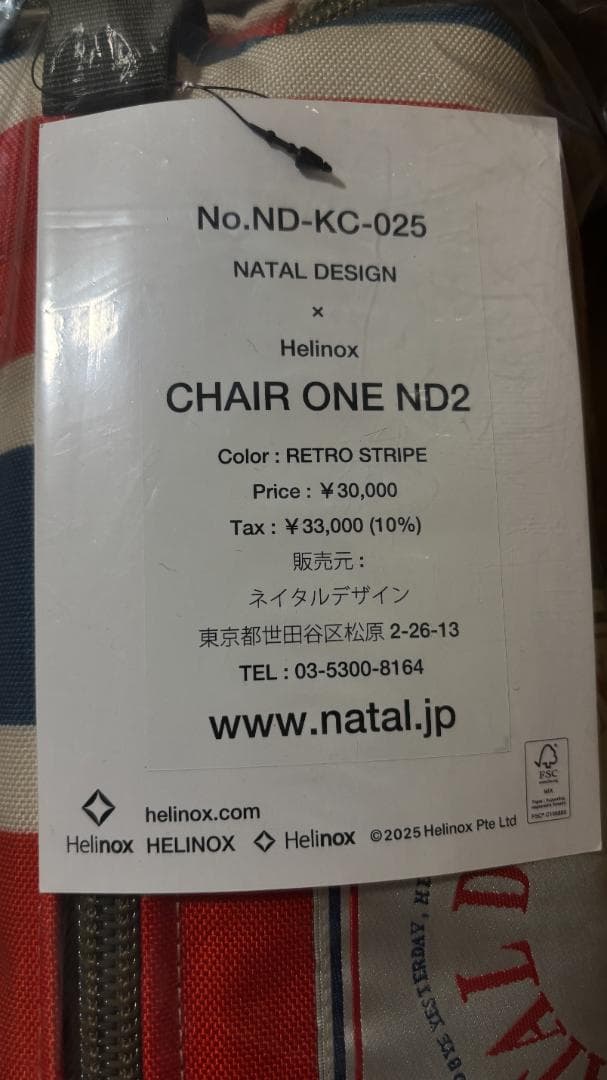 No.ND-KC-025
NATAL DESIGN
×
Helinox
CHAIR ONE ND2
Color : RETRO STRIPE
Price : ￥30,000
Tax : ￥33,000 (10%)
販売元 :
ネイタルデザイン
東京都世田谷区松原 2-26-13
TEL : 03-5300-8164
www.natal.jp
FSC
MIX
helinox.com
Helinox HELINOX Helinox ©2025 Helinox Pte Ltd
BYE YESTERDAY,